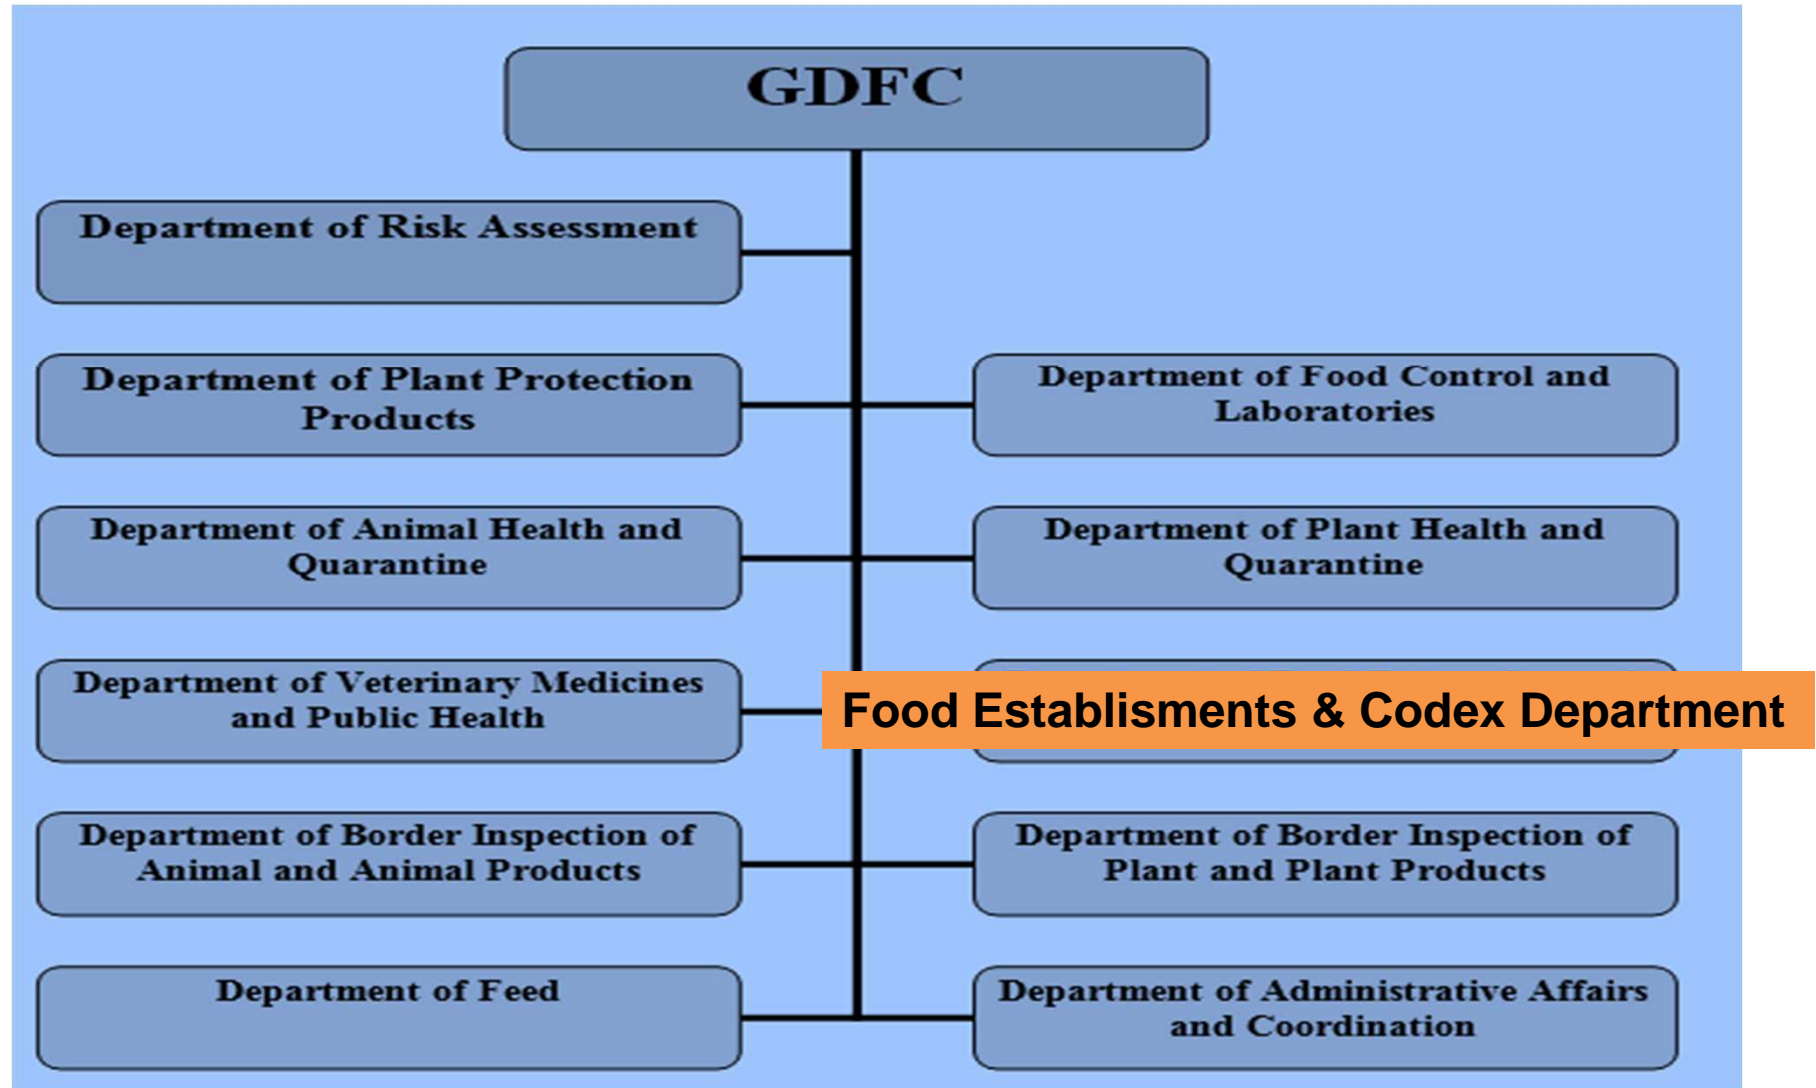 GDFC
Department of Risk Assessment
Department of Plant Protection
Products
Department of Food Control and
Laboratories
Department of Animal Health and
Quarantine
Department of Plant Health and
Quarantine
Department of Veterinary Medicines
and Public Health
Food Establisments & Codex Department
Department of Border Inspection of
Animal and Animal Products
Department of Border Inspection of
Plant and Plant Products
Department of Feed
Department of Administrative Affairs
and Coordination